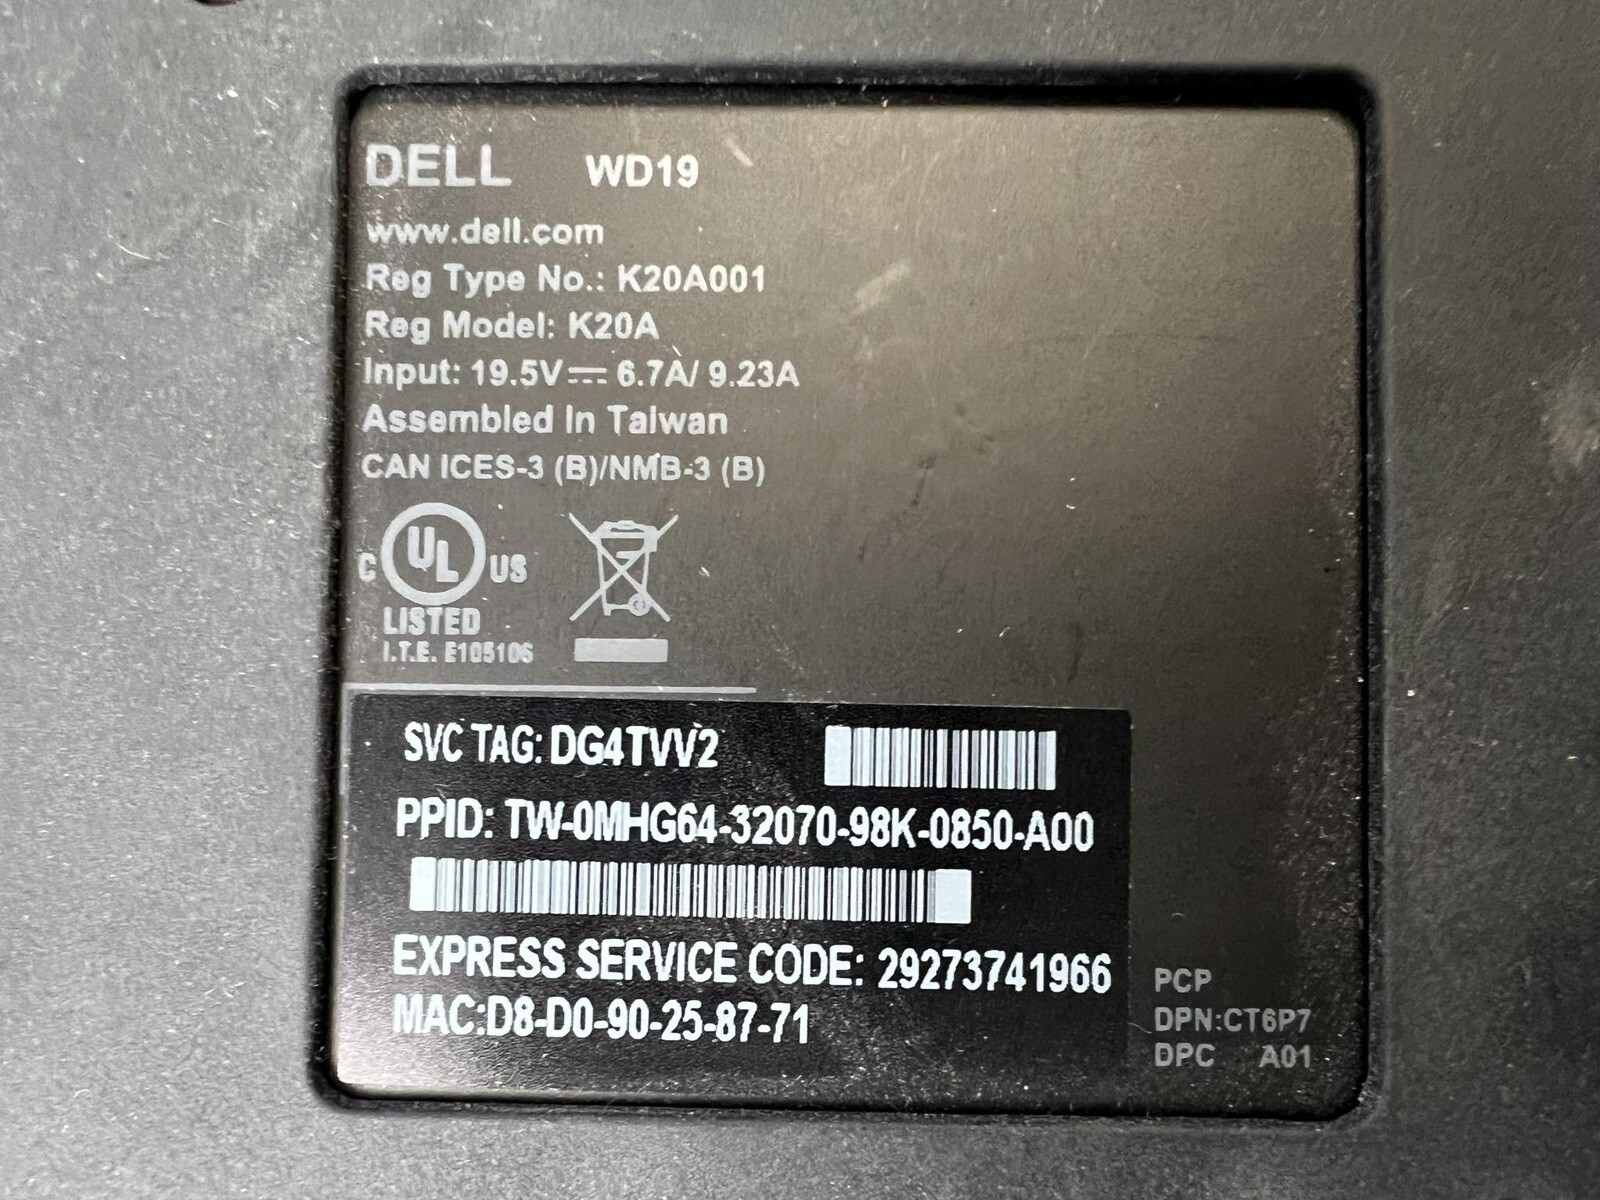 DELL WD19
www.dell.com
Reg Type No.: K20A001
Reg Model: K20A
Input: 19.5V⎓ 6.7A/ 9.23A
Assembled In Taiwan
CAN ICES-3 (B)/NMB-3 (B)
C UL US
LISTED
I.T.E. E105106
SVC TAG: DG4TVV2
PPID: TW-0MHG64-32070-98K-0850-A00
EXPRESS SERVICE CODE: 29273741966
MAC:D8-D0-90-25-87-71
PCP
DPN:CT6P7
DPC A01